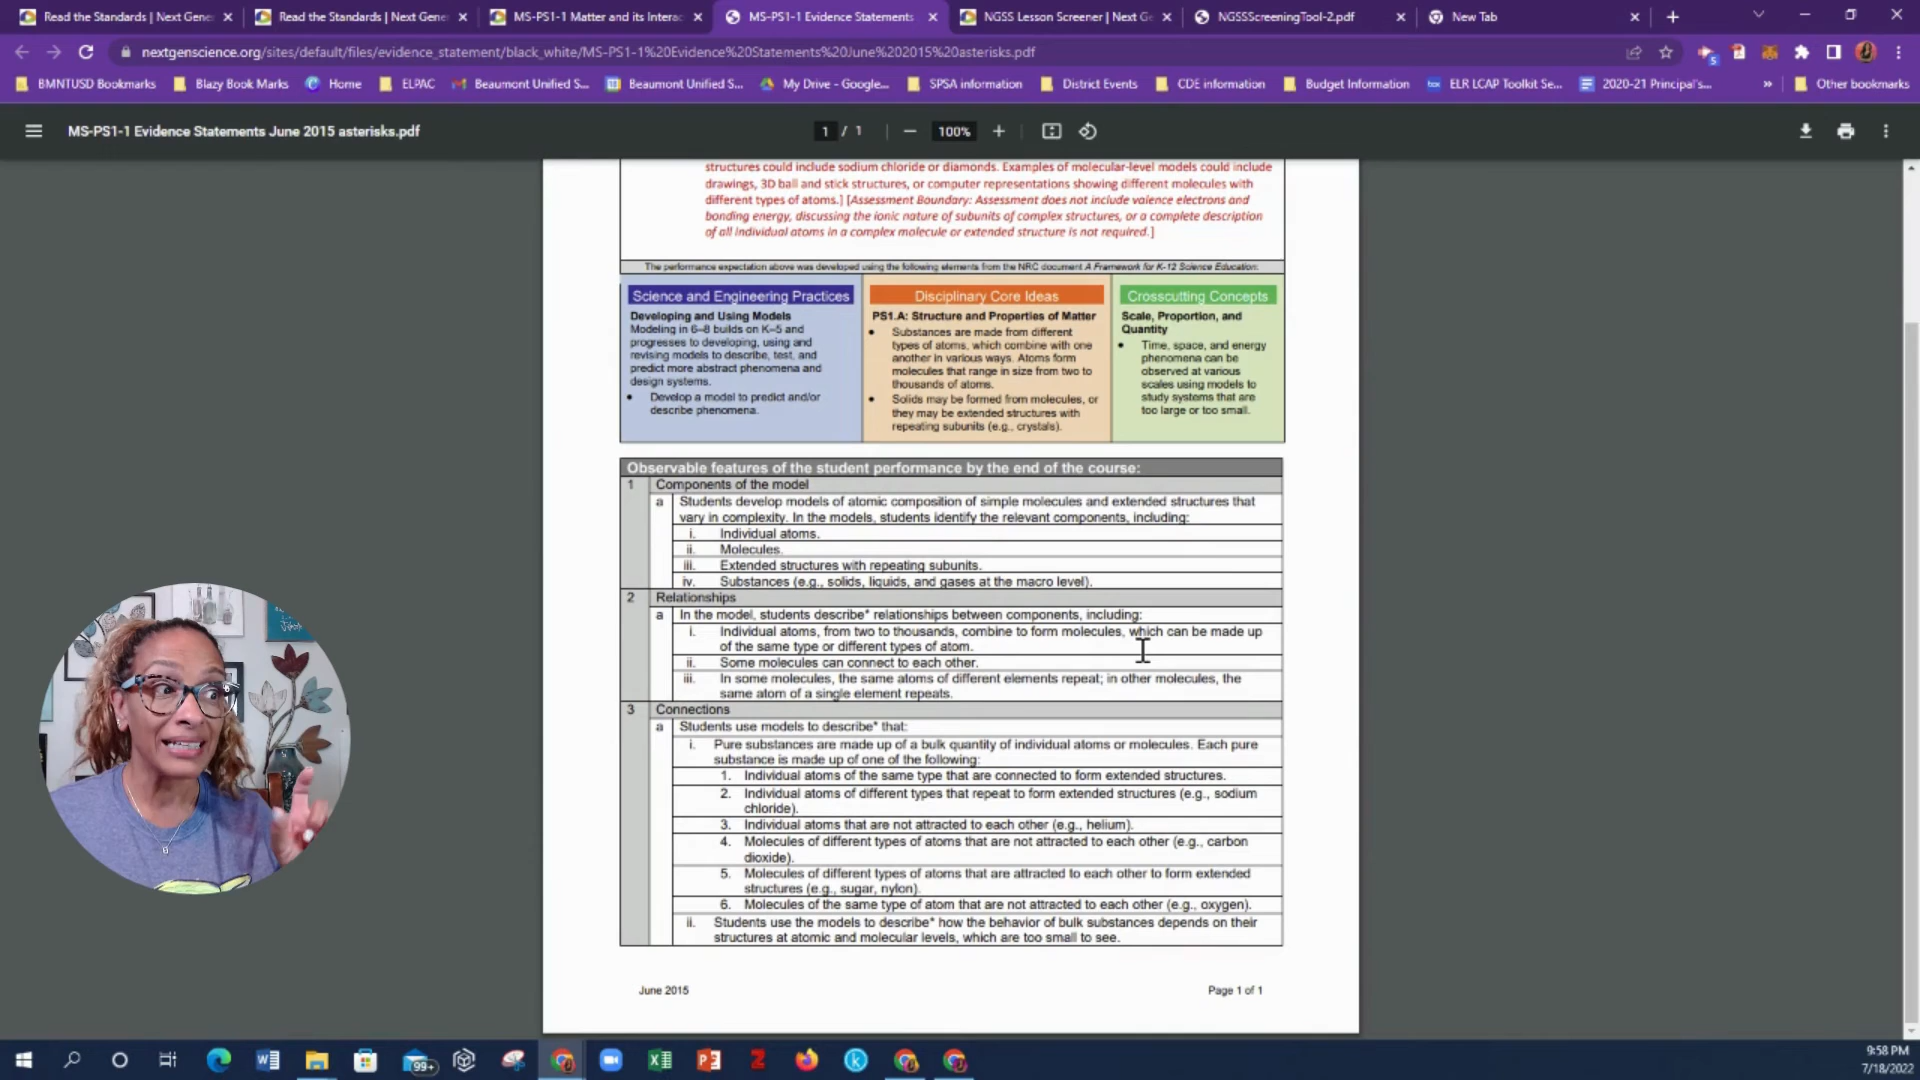 Read the Standards | Next Gene
Read the Standards | Next Gene
MS-PS1-1 Matter and its Interac
MS-PS1-1 Evidence Statements
NGSS Lesson Screener | Next Ge
NGSSScreeningTool-2.pdf
New Tab
nextgenscience.org/sites/default/files/evidence_statement/black_white/MS-PS1-1%20Evidence%20Statements%20June%202015%20asterisks.pdf
5
BMNTUSD Bookmarks
Blazy Book Marks
Home
ELPAC
Beaumont Unified S...
Beaumont Unified S...
My Drive - Google...
SPSA information
District Events
CDE information
Budget Information
ELR LCAP Toolkit Se...
2020-21 Principal's...
»
Other bookmarks
MS-PS1-1 Evidence Statements June 2015 asterisks.pdf
1 / 1
100%
structures could include sodium chloride or diamonds. Examples of molecular-level models could include
drawings, 3D ball and stick structures, or computer representations showing different molecules with
different types of atoms.] [Assessment Boundary: Assessment does not include valence electrons and
bonding energy, discussing the ionic nature of subunits of complex structures, or a complete description
of all individual atoms in a complex molecule or extended structure is not required.]
The performance expectation above was developed using the following elements from the NRC document A Framework for K-12 Science Education:
Science and Engineering Practices
Developing and Using Models
Modeling in 6–8 builds on K–5 and
progresses to developing, using and
revising models to describe, test, and
predict more abstract phenomena and
design systems.
• Develop a model to predict and/or
describe phenomena.
Disciplinary Core Ideas
PS1.A: Structure and Properties of Matter
• Substances are made from different
types of atoms, which combine with one
another in various ways. Atoms form
molecules that range in size from two to
thousands of atoms.
• Solids may be formed from molecules, or
they may be extended structures with
repeating subunits (e.g., crystals).
Crosscutting Concepts
Scale, Proportion, and
Quantity
• Time, space, and energy
phenomena can be
observed at various
scales using models to
study systems that are
too large or too small.
Observable features of the student performance by the end of the course:
1 Components of the model
a Students develop models of atomic composition of simple molecules and extended structures that
vary in complexity. In the models, students identify the relevant components, including:
i. Individual atoms.
ii. Molecules.
iii. Extended structures with repeating subunits.
iv. Substances (e.g., solids, liquids, and gases at the macro level).
2 Relationships
a In the model, students describe* relationships between components, including:
i. Individual atoms, from two to thousands, combine to form molecules, which can be made up
of the same type or different types of atom.
ii. Some molecules can connect to each other.
iii. In some molecules, the same atoms of different elements repeat; in other molecules, the
same atom of a single element repeats.
3 Connections
a Students use models to describe* that:
i. Pure substances are made up of a bulk quantity of individual atoms or molecules. Each pure
substance is made up of one of the following:
1. Individual atoms of the same type that are connected to form extended structures.
2. Individual atoms of different types that repeat to form extended structures (e.g., sodium
chloride).
3. Individual atoms that are not attracted to each other (e.g., helium).
4. Molecules of different types of atoms that are not attracted to each other (e.g., carbon
dioxide).
5. Molecules of different types of atoms that are attracted to each other to form extended
structures (e.g., sugar, nylon).
6. Molecules of the same type of atom that are not attracted to each other (e.g., oxygen).
ii. Students use the models to describe* how the behavior of bulk substances depends on their
structures at atomic and molecular levels, which are too small to see.
June 2015
Page 1 of 1
99+
9:58 PM
7/18/2022